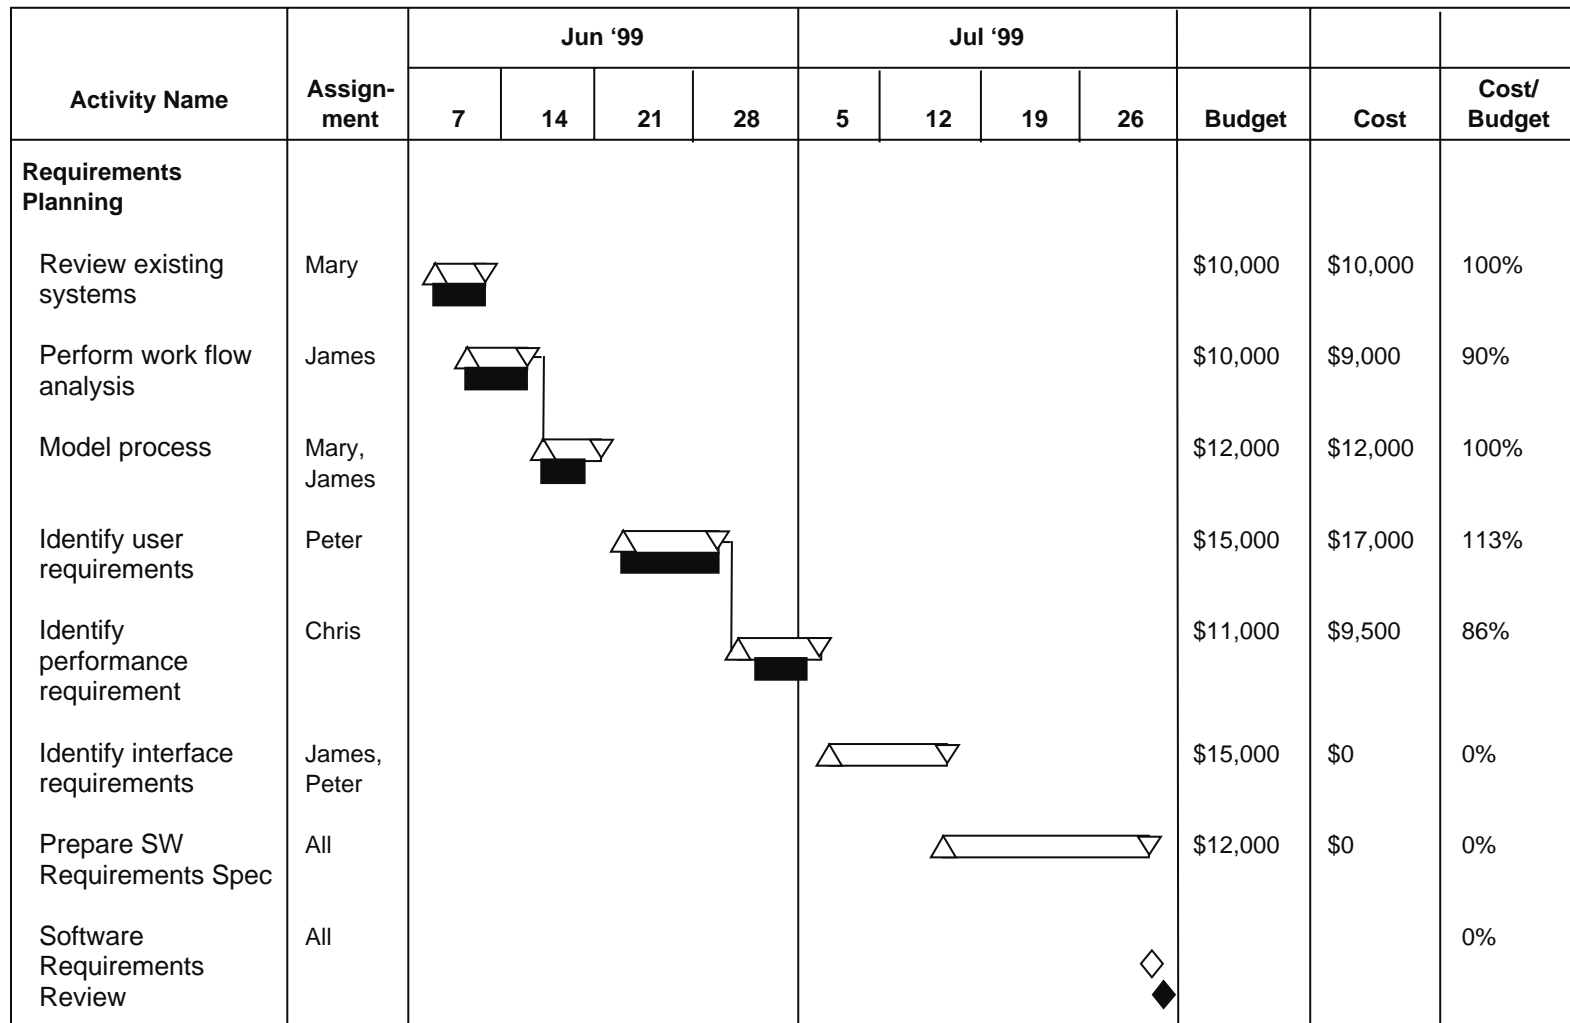 Jun ‘99 Jul ‘99
Activity Name Assign-
ment 7 14 21 28 5 12 19 26 Budget Cost Cost/
Budget
Requirements
Planning
Review existing Mary $10,000 $10,000 100%
systems
Perform work flow James $10,000 $9,000 90%
analysis
Model process Mary, $12,000 $12,000 100%
James
Identify user Peter $15,000 $17,000 113%
requirements
Identify Chris $11,000 $9,500 86%
performance
requirement
Identify interface James, $15,000 $0 0%
requirements Peter
Prepare SW All $12,000 $0 0%
Requirements Spec
Software All 0%
Requirements
Review